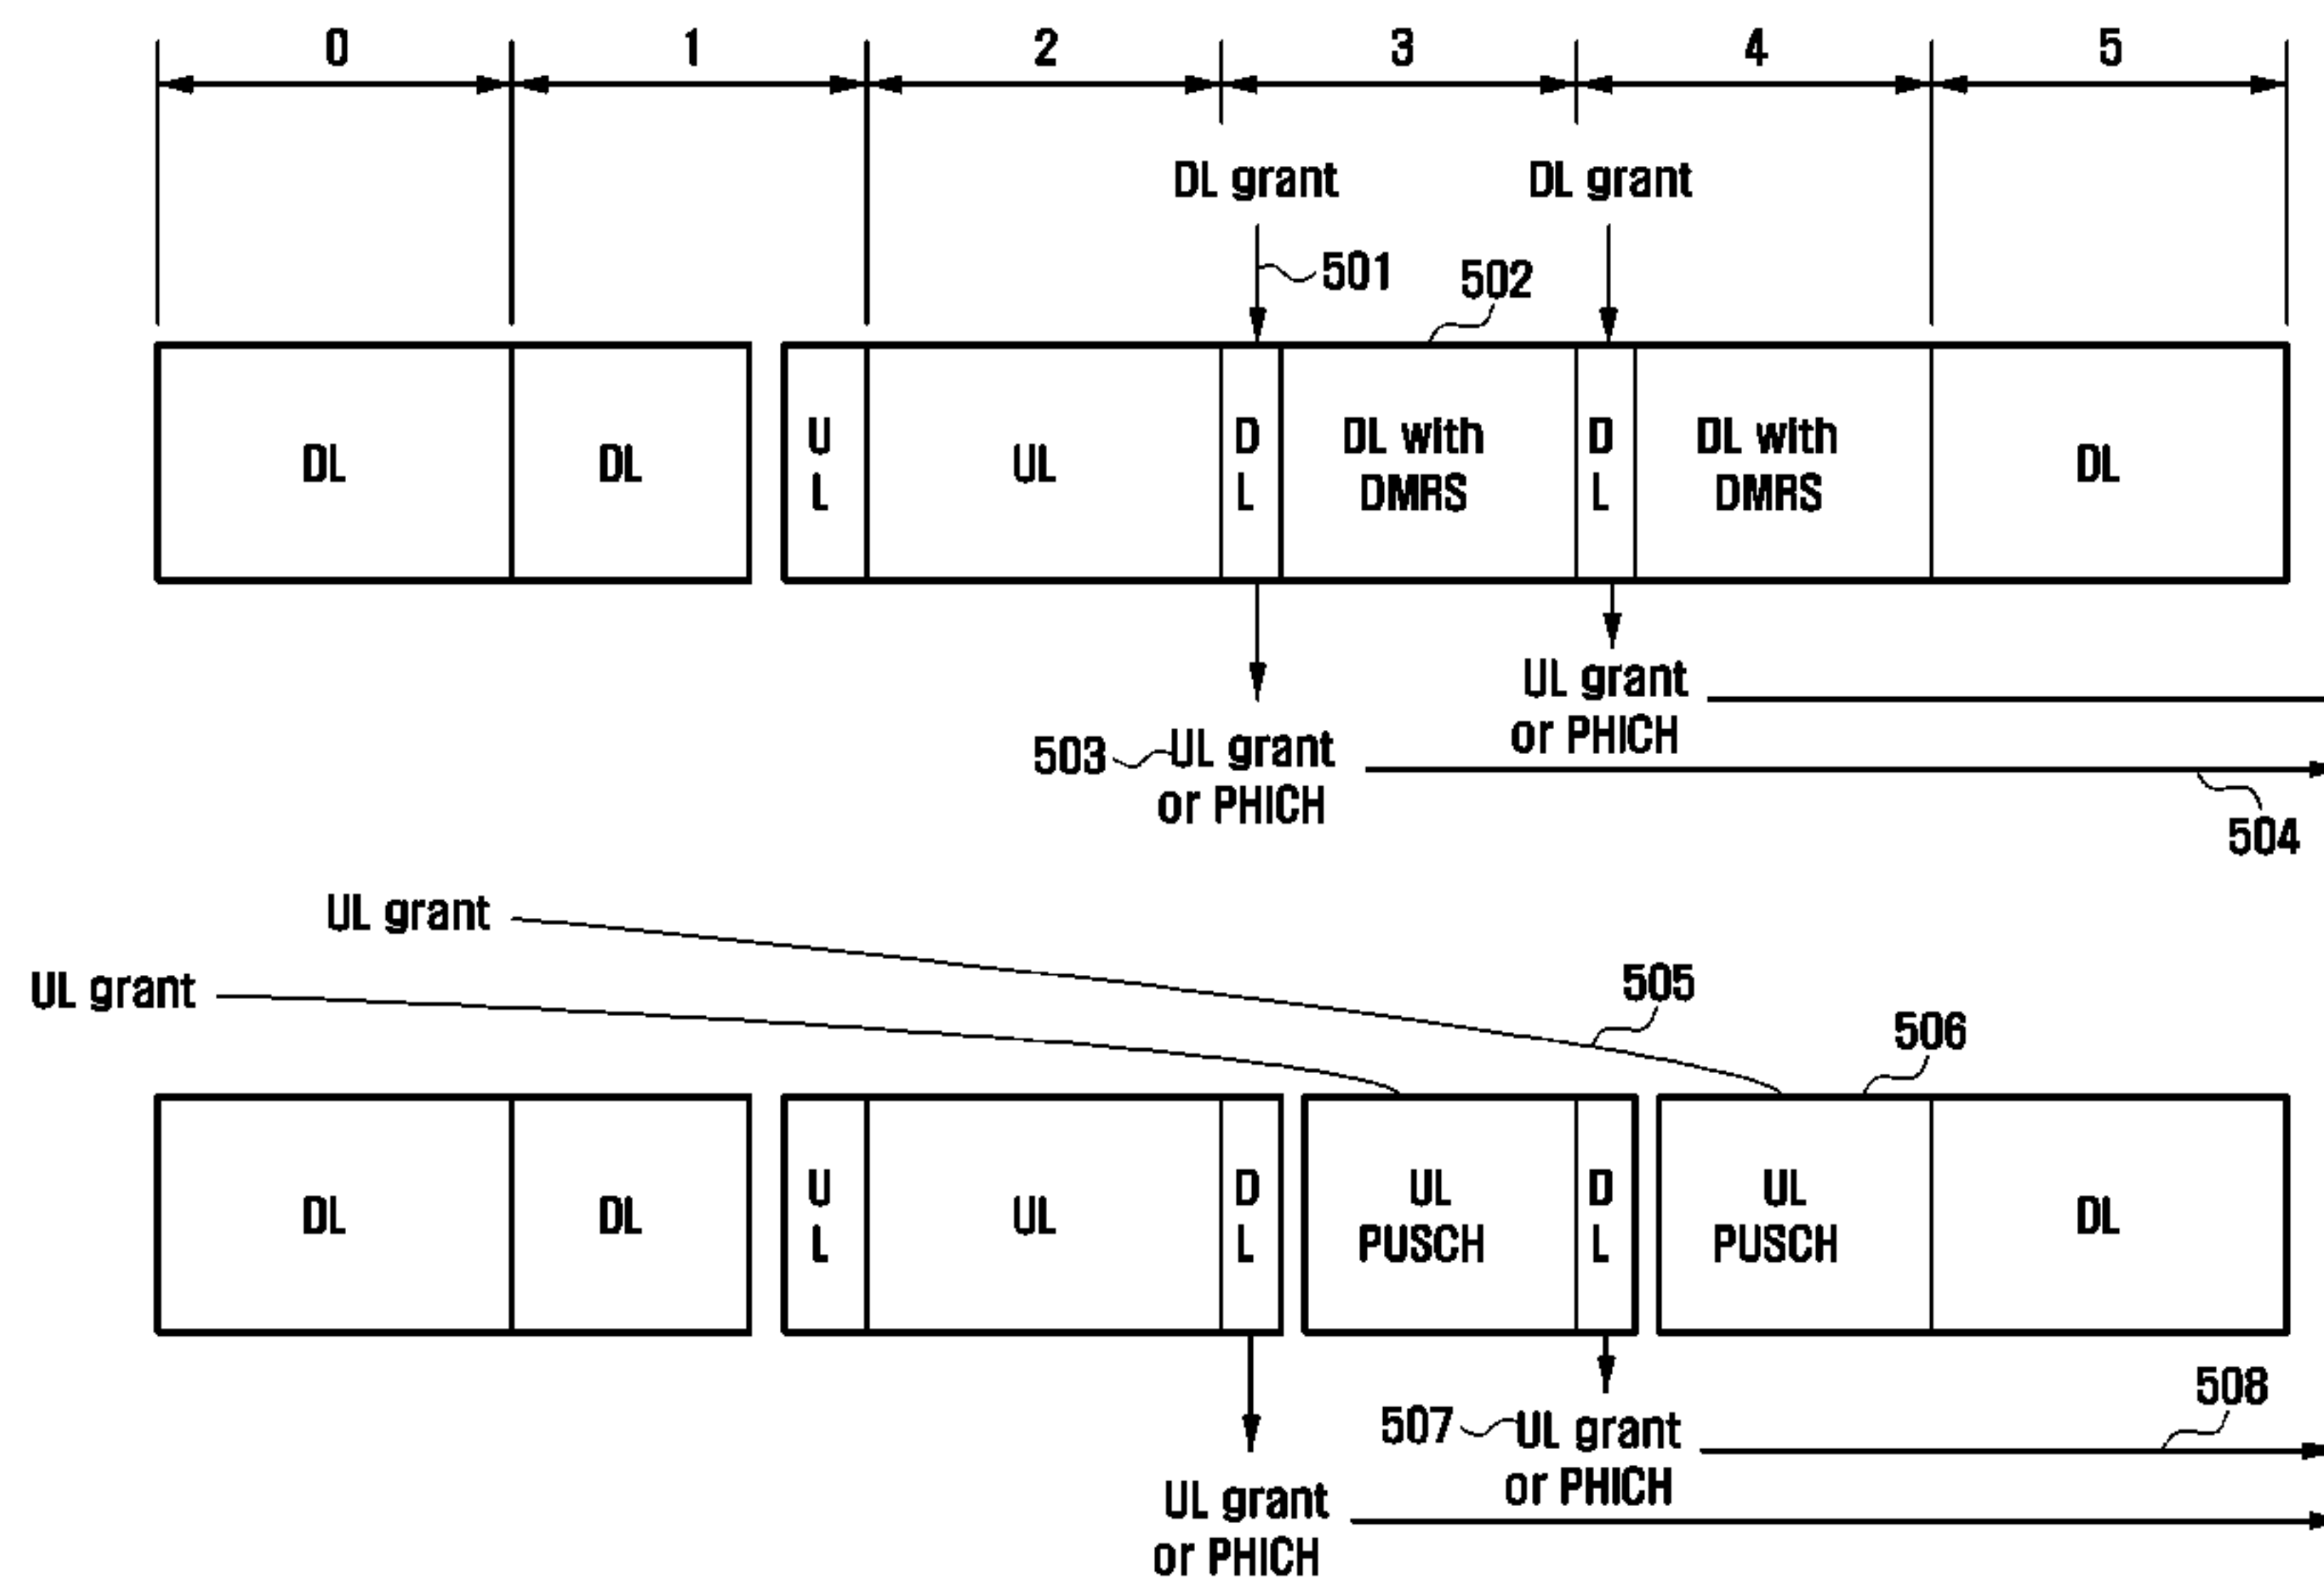 0 1 2 3 4 5
DL grant DL grant
501 502
DL DL U L UL D L DL with DMRS D L DL with DMRS DL
UL grant
or PHICH
503 UL grant
or PHICH
504
UL grant
UL grant
505
506
DL DL U L UL D L UL PUSCH D L UL PUSCH DL
508
507 UL grant
or PHICH
UL grant
or PHICH